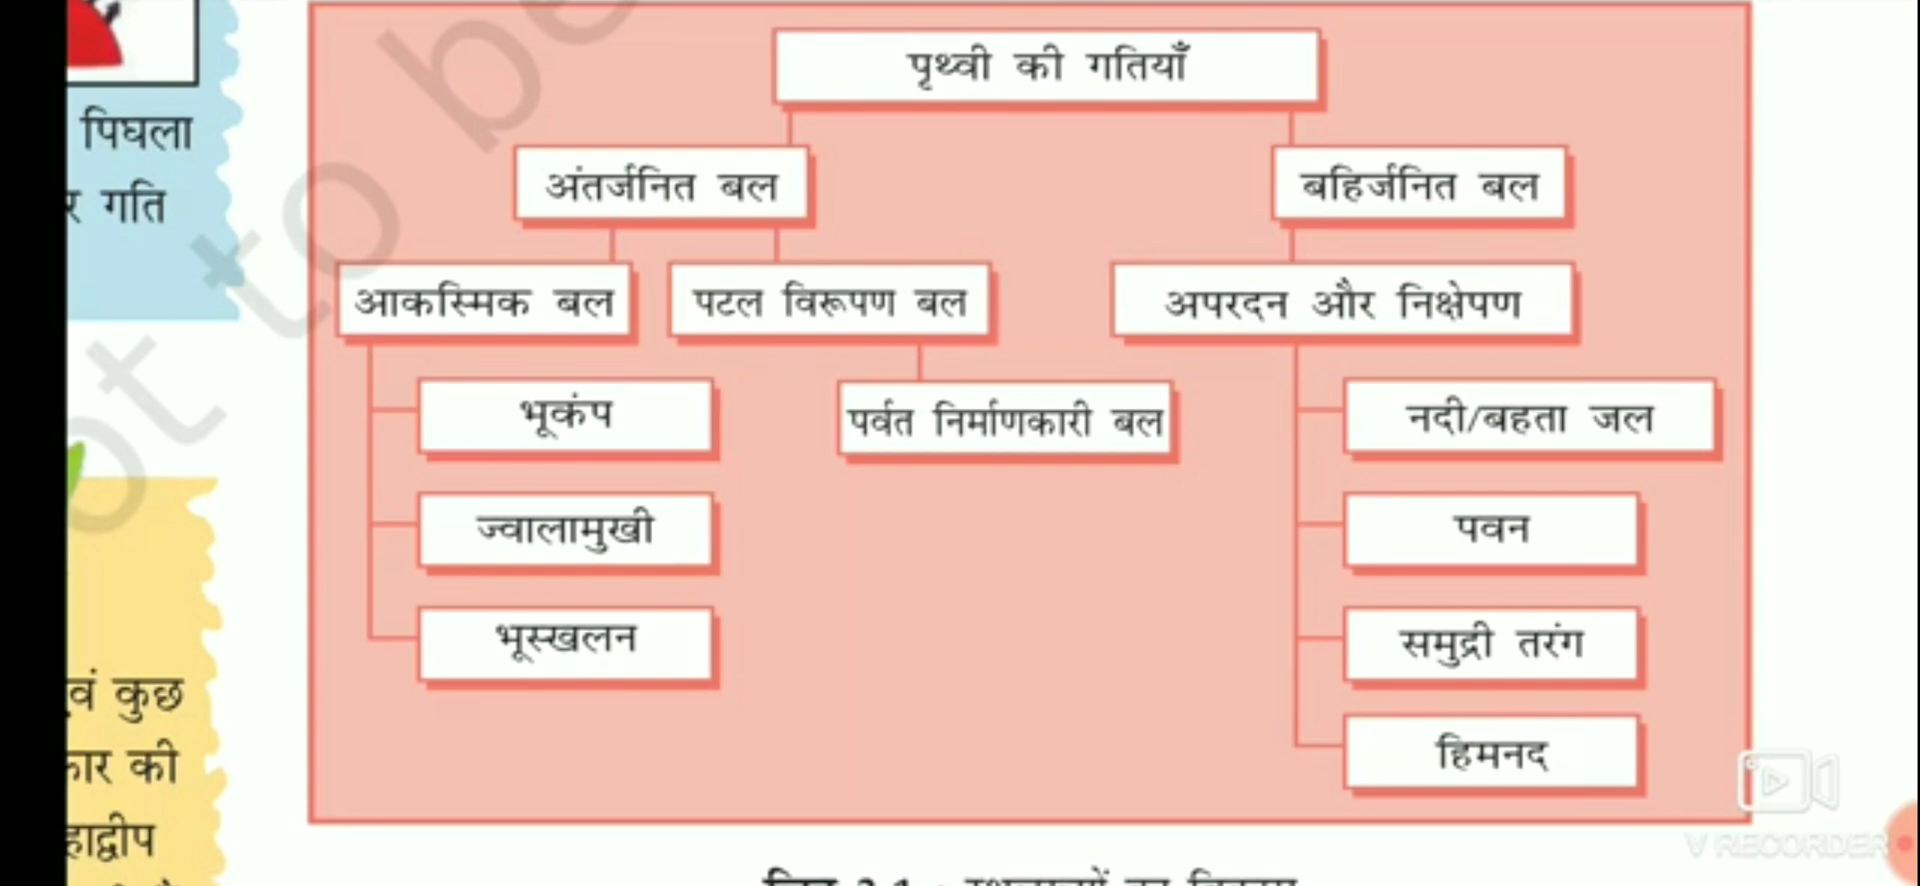 पिघला
गति
वं कुछ
कार की
हाद्वीप
पृथ्वी की गतियाँ
अंतर्जनित बल
बहिर्जनित बल
आकस्मिक बल
पटल विरूपण बल
अपरदन और निक्षेपण
भूकंप
पर्वत निर्माणकारी बल
नदी/बहता जल
ज्वालामुखी
पवन
भूस्खलन
समुद्री तरंग
हिमनद
V RECORDER